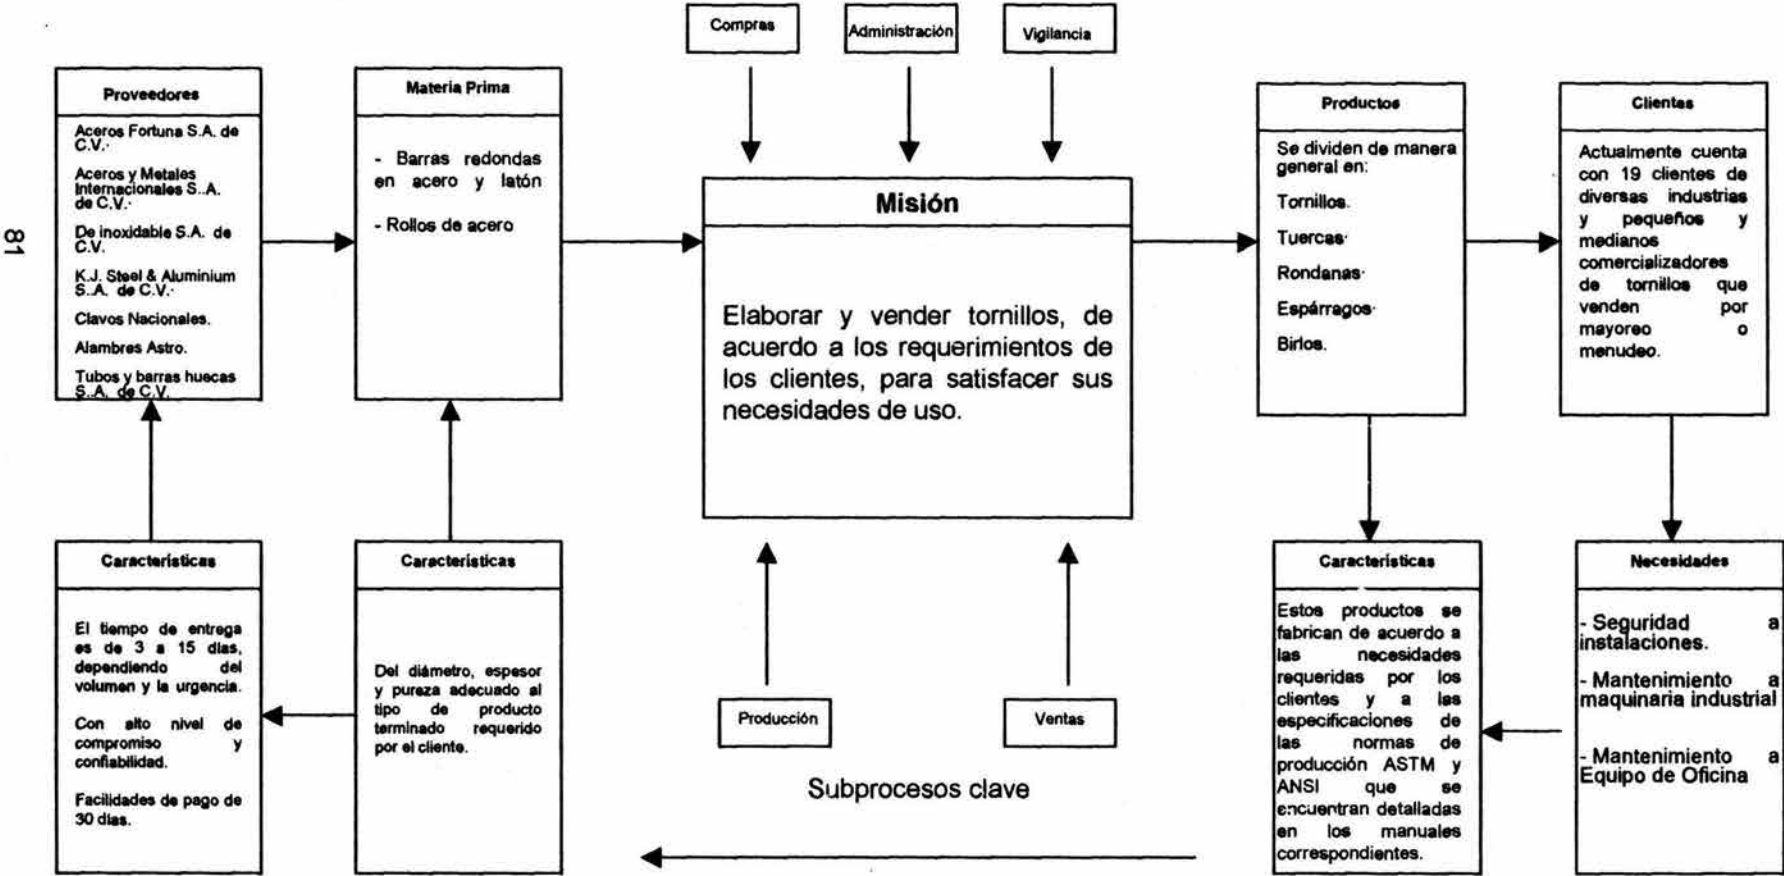 Compras
Administración
Vigilancia
Proveedores
Aceros Fortuna S.A. de
C.V.
Aceros y Metales
Internacionales S..A.
de C.V.
De inoxidable S.A. de
C.V.
K.J. Steel & Aluminium
S..A. de C.V.
Clavos Nacionales.
Alambres Astro.
Tubos y barras huecas
S..A. de C.V.
Materia Prima
- Barras redondas
en acero y latón
- Rollos de acero
Misión
Elaborar y vender tornillos, de
acuerdo a los requerimientos de
los clientes, para satisfacer sus
necesidades de uso.
Productos
Se dividen de manera
general en:
Tornillos.
Tuercas.
Rondanas.
Espárragos.
Birlos.
Clientes
Actualmente cuenta
con 19 clientes de
diversas industrias
y pequeños y
medianos
comercializadores
de tornillos que
venden por
mayoreo o
menudeo.
81
Características
El tiempo de entrega
es de 3 a 15 días,
dependiendo del
volumen y la urgencia.
Con alto nivel de
compromiso y
confiabilidad.
Facilidades de pago de
30 días.
Características
Del diámetro, espesor
y pureza adecuado al
tipo de producto
terminado requerido
por el cliente.
Producción
Ventas
Subprocesos clave
Características
Estos productos se
fabrican de acuerdo a
las necesidades
requeridas por los
clientes y a las
especificaciones de
las normas de
producción ASTM y
ANSI que se
encuentran detalladas
en los manuales
correspondientes.
Necesidades
- Seguridad a
instalaciones.
- Mantenimiento a
maquinaria industrial
- Mantenimiento a
Equipo de Oficina